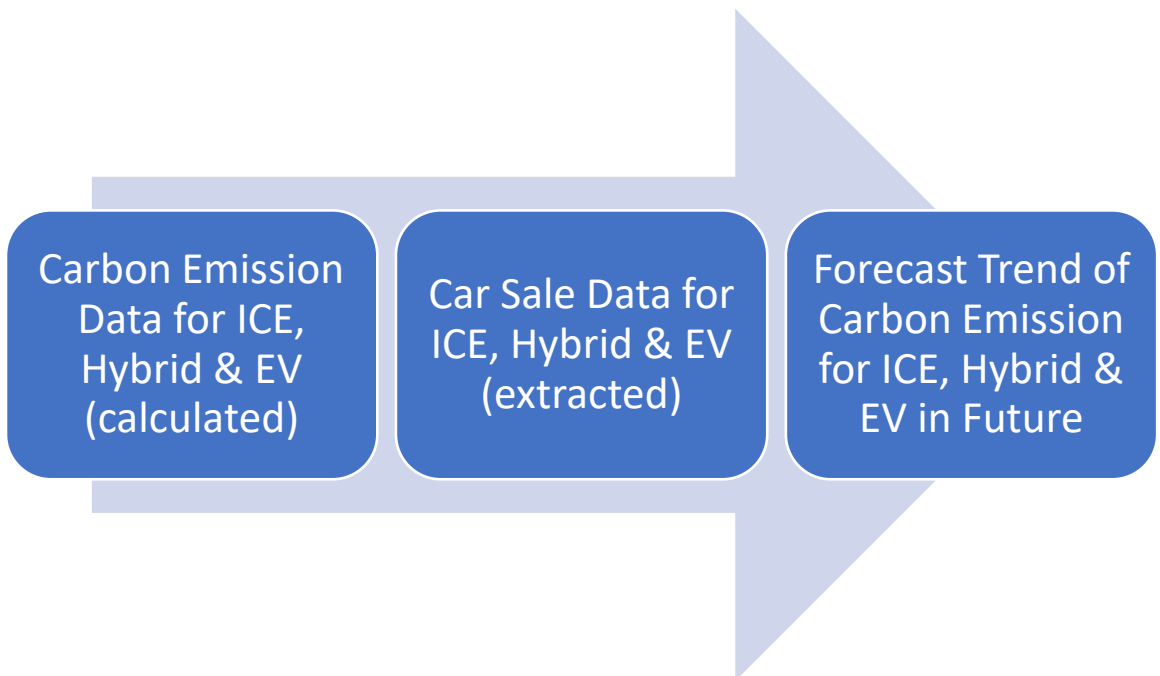 Carbon Emission
Data for ICE,
Hybrid & EV
(calculated)
Car Sale Data for
ICE, Hybrid & EV
(extracted)
Forecast Trend of
Carbon Emission
for ICE, Hybrid &
EV in Future